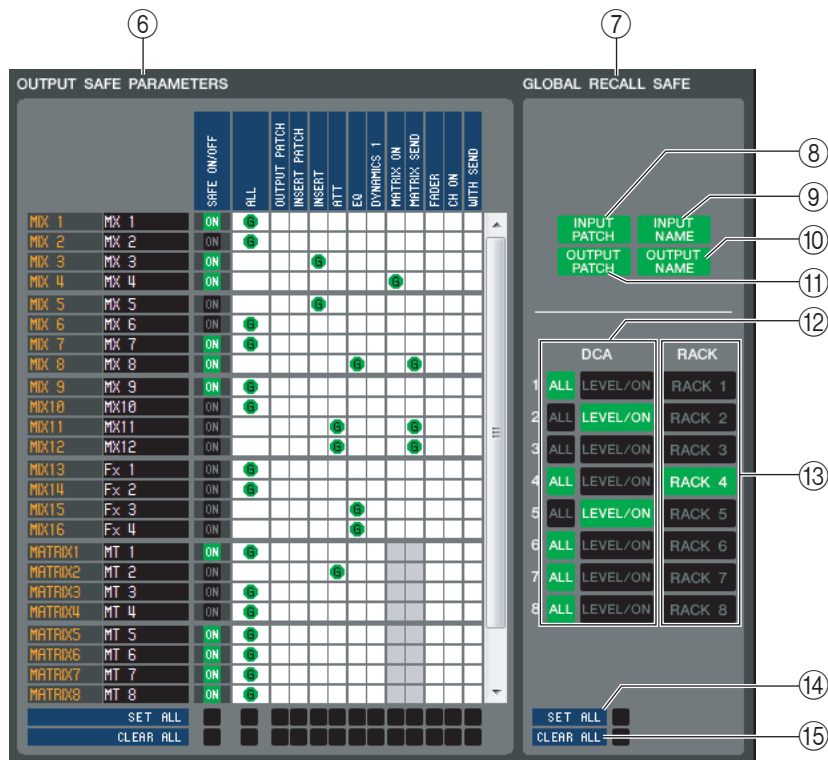 ⑥ ⑦
OUTPUT SAFE PARAMETERS
GLOBAL RECALL SAFE
SAFE ON/OFF
ALL
OUTPUT PATCH
INSERT PATCH
INSERT
ATT
EQ
DYNAMICS 1
MATRIX ON
MATRIX SEND
FADER
CH ON
WITH SEND
MIX 1 MX 1 ON G
MIX 2 MX 2 ON G
MIX 3 MX 3 ON G
MIX 4 MX 4 ON G
MIX 5 MX 5 ON G
MIX 6 MX 6 ON G
MIX 7 MX 7 ON G
MIX 8 MX 8 ON G G
MIX 9 MX 9 ON G
MIX10 MX10 ON G
MIX11 MX11 ON G G
MIX12 MX12 ON G G
MIX13 Fx 1 ON G
MIX14 Fx 2 ON G
MIX15 Fx 3 ON G
MIX16 Fx 4 ON G
MATRIX1 MT 1 ON G
MATRIX2 MT 2 ON G
MATRIX3 MT 3 ON G
MATRIX4 MT 4 ON G
MATRIX5 MT 5 ON G
MATRIX6 MT 6 ON G
MATRIX7 MT 7 ON G
MATRIX8 MT 8 ON G
SET ALL
CLEAR ALL
⑧
⑨
⑩
⑪
INPUT PATCH
INPUT NAME
OUTPUT PATCH
OUTPUT NAME
⑫
DCA RACK
1 ALL LEVEL/ON RACK 1
2 ALL LEVEL/ON RACK 2
3 ALL LEVEL/ON RACK 3
4 ALL LEVEL/ON RACK 4
⑬
5 ALL LEVEL/ON RACK 5
6 ALL LEVEL/ON RACK 6
7 ALL LEVEL/ON RACK 7
8 ALL LEVEL/ON RACK 8
SET ALL ⑭
CLEAR ALL ⑮